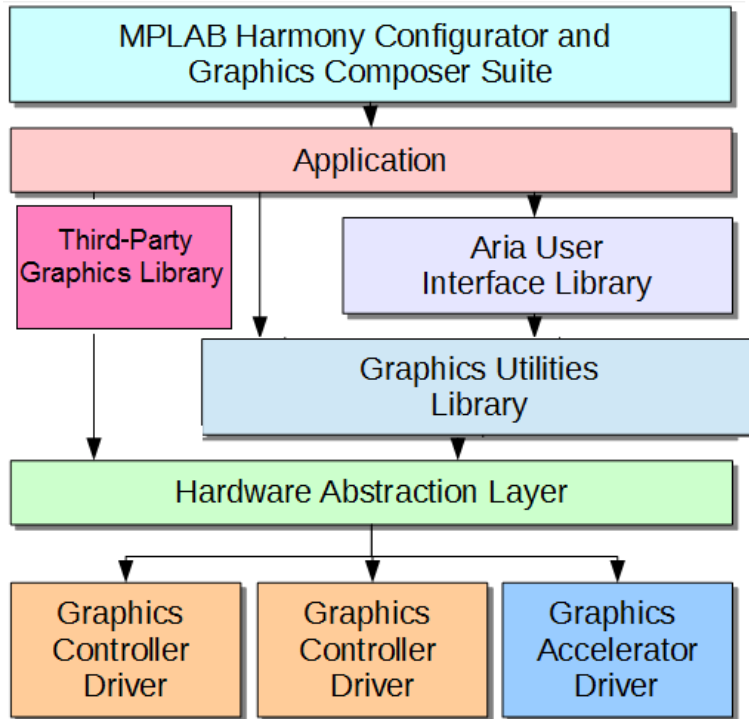 MPLAB Harmony Configurator and
Graphics Composer Suite
Application
Third-Party
Graphics Library
Aria User
Interface Library
Graphics Utilities
Library
Hardware Abstraction Layer
Graphics
Controller
Driver
Graphics
Controller
Driver
Graphics
Accelerator
Driver